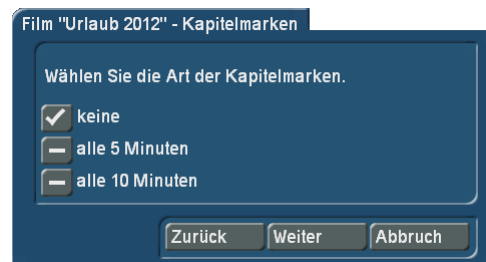 Film "Urlaub 2012" - Kapitelmarken
Wählen Sie die Art der Kapitelmarken.
keine
alle 5 Minuten
alle 10 Minuten
Zurück Weiter Abbruch